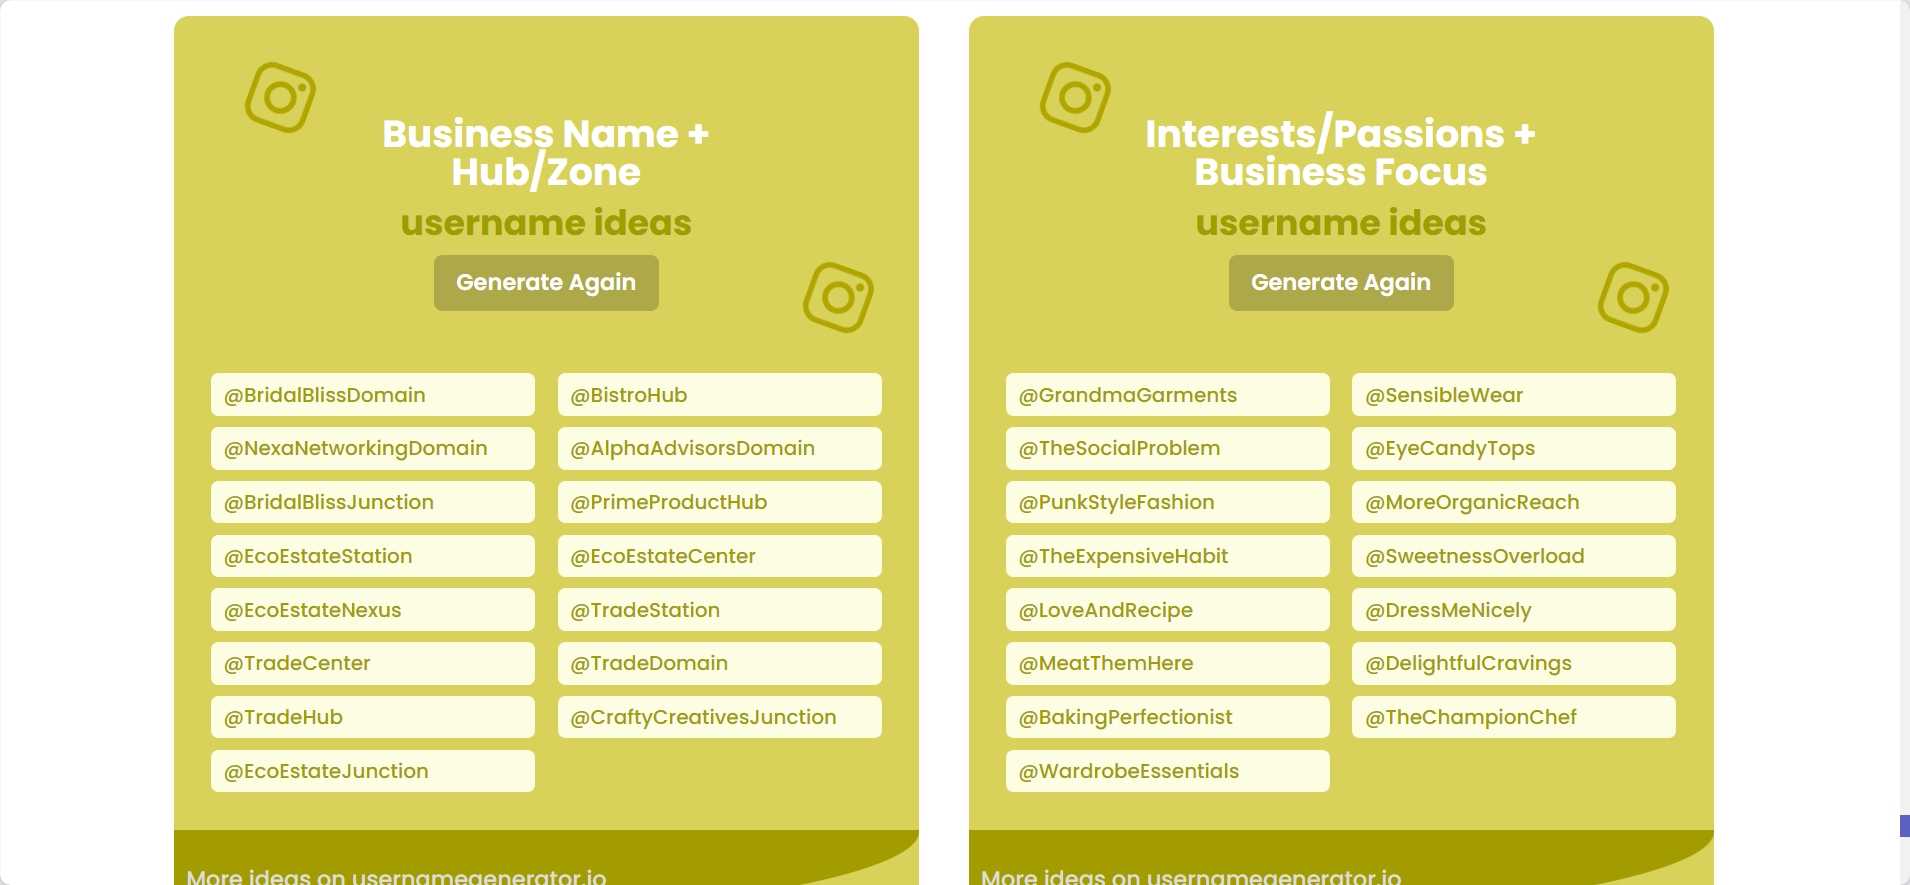 Business Name +
Hub/Zone
username ideas
Generate Again
@BridalBlissDomain
@BistroHub
@NexaNetworkingDomain
@AlphaAdvisorsDomain
@BridalBlissJunction
@PrimeProductHub
@EcoEstateStation
@EcoEstateCenter
@EcoEstateNexus
@TradeStation
@TradeCenter
@TradeDomain
@TradeHub
@CraftyCreativesJunction
@EcoEstateJunction
More ideas on usernamegenerator.io
Interests/Passions +
Business Focus
username ideas
Generate Again
@GrandmaGarments
@SensibleWear
@TheSocialProblem
@EyeCandyTops
@PunkStyleFashion
@MoreOrganicReach
@TheExpensiveHabit
@SweetnessOverload
@LoveAndRecipe
@DressMeNicely
@MeatThemHere
@DelightfulCravings
@BakingPerfectionist
@TheChampionChef
@WardrobeEssentials
More ideas on usernamegenerator.io